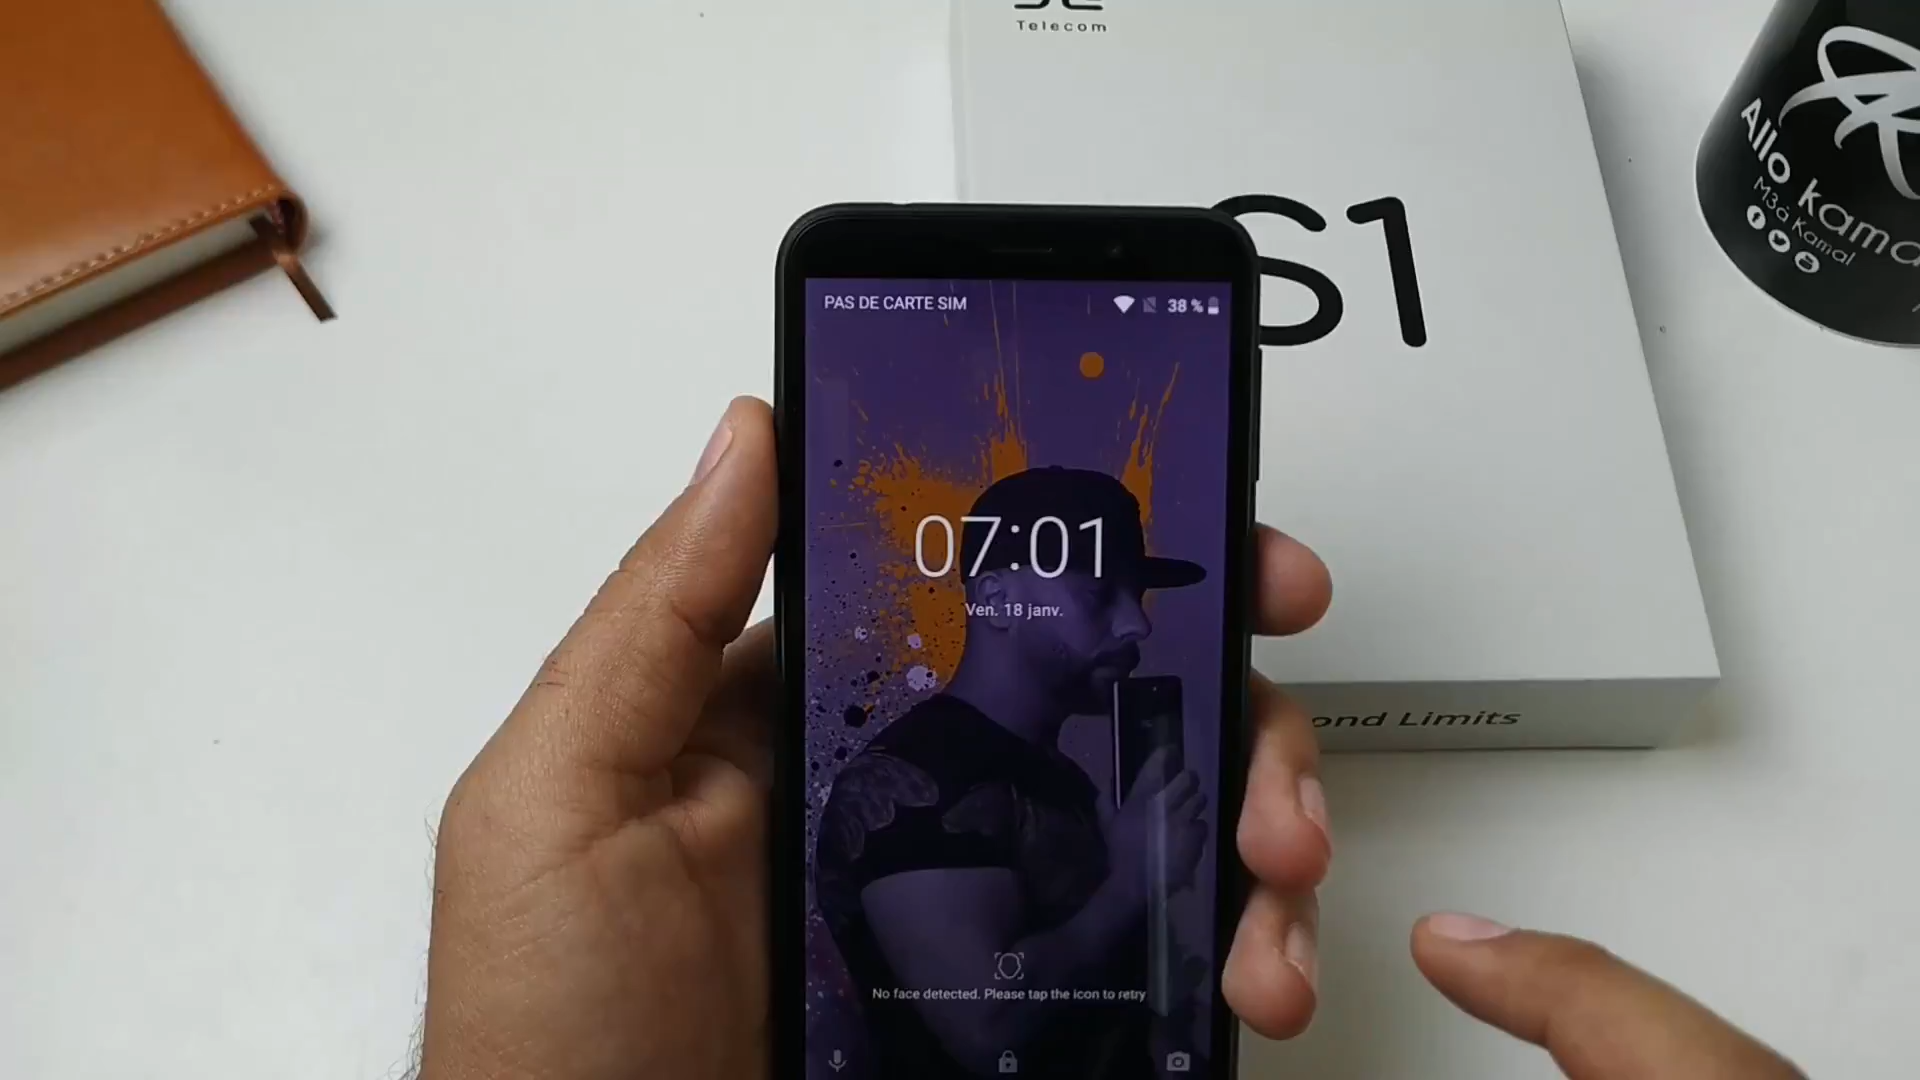 Telecom
S1
Allo kama
M3a Kamal
PAS DE CARTE SIM
38 %
07:01
Ven. 18 janv.
ond Limits
No face detected. Please tap the icon to retry